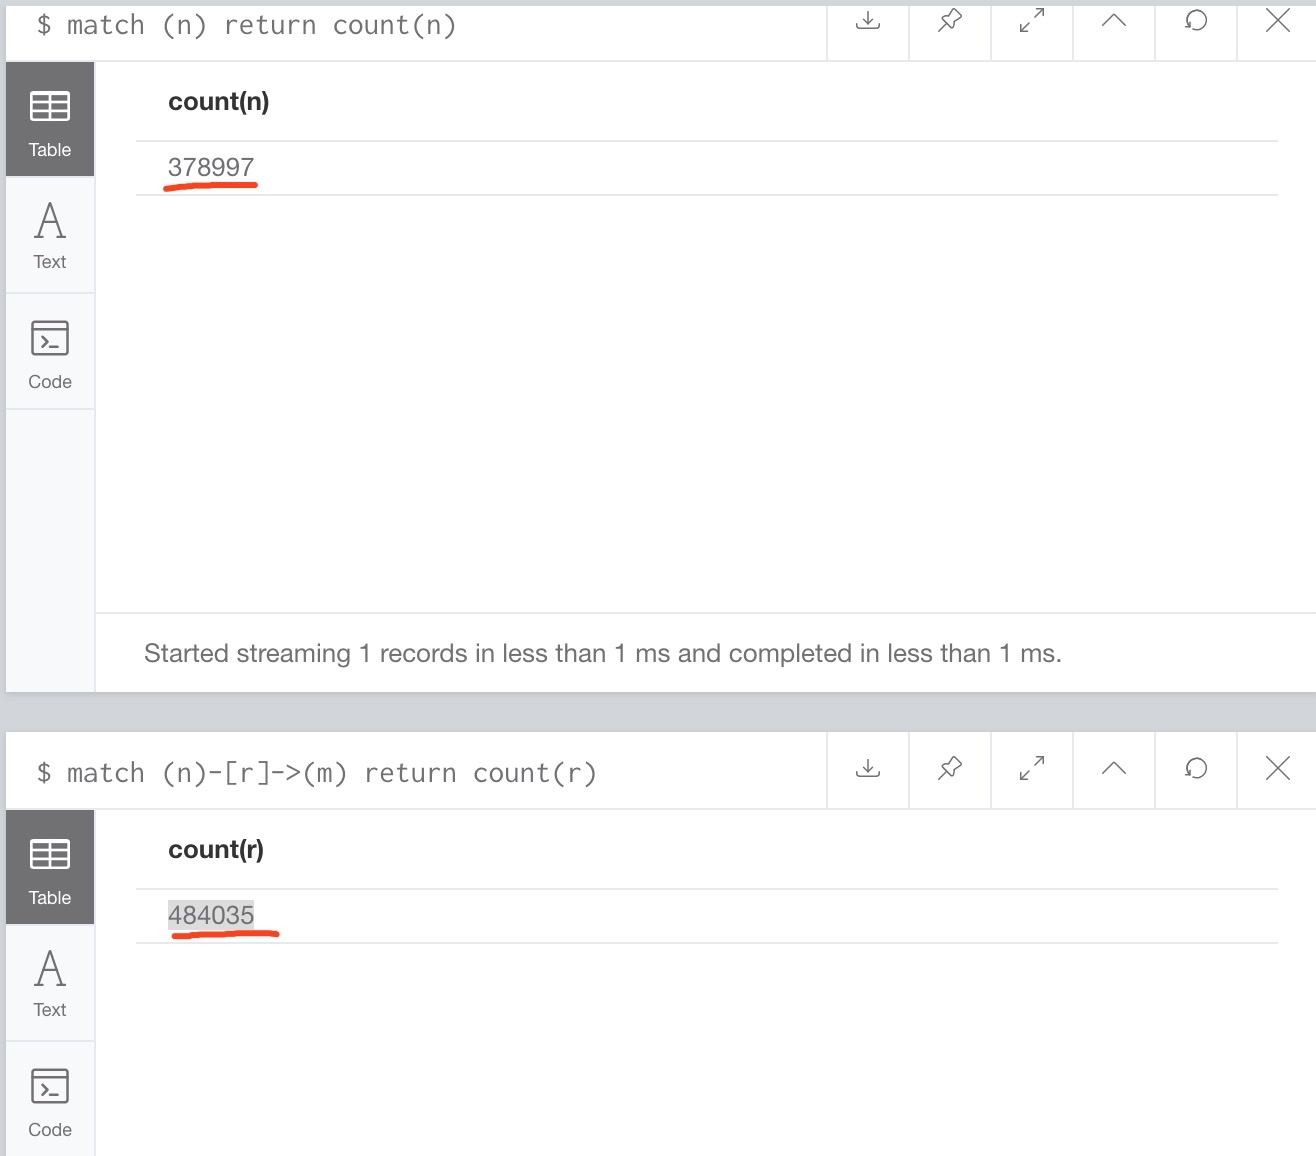 $ match (n) return count(n)
Table
count(n)
378997
Text
Code
Started streaming 1 records in less than 1 ms and completed in less than 1 ms.
$ match (n)-[r]->(m) return count(r)
Table
count(r)
484035
Text
Code